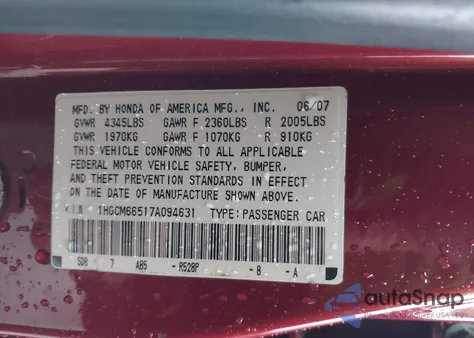 MFD. BY HONDA OF AMERICA MFG., INC. 06/07
GVWR 4345LBS GAWR F 2360LBS R 2005LBS
GVWR 1970KG GAWR F 1070KG R 910KG
THIS VEHICLE CONFORMS TO ALL APPLICABLE
FEDERAL MOTOR VEHICLE SAFETY, BUMPER,
AND THEFT PREVENTION STANDARDS IN EFFECT
ON THE DATE OF MANUFACTURE SHOWN ABOVE.
V.I.N 1HGCM66517A094631 TYPE: PASSENGER CAR
SDB 7 AB5 - R528P - B - A
autoSnap